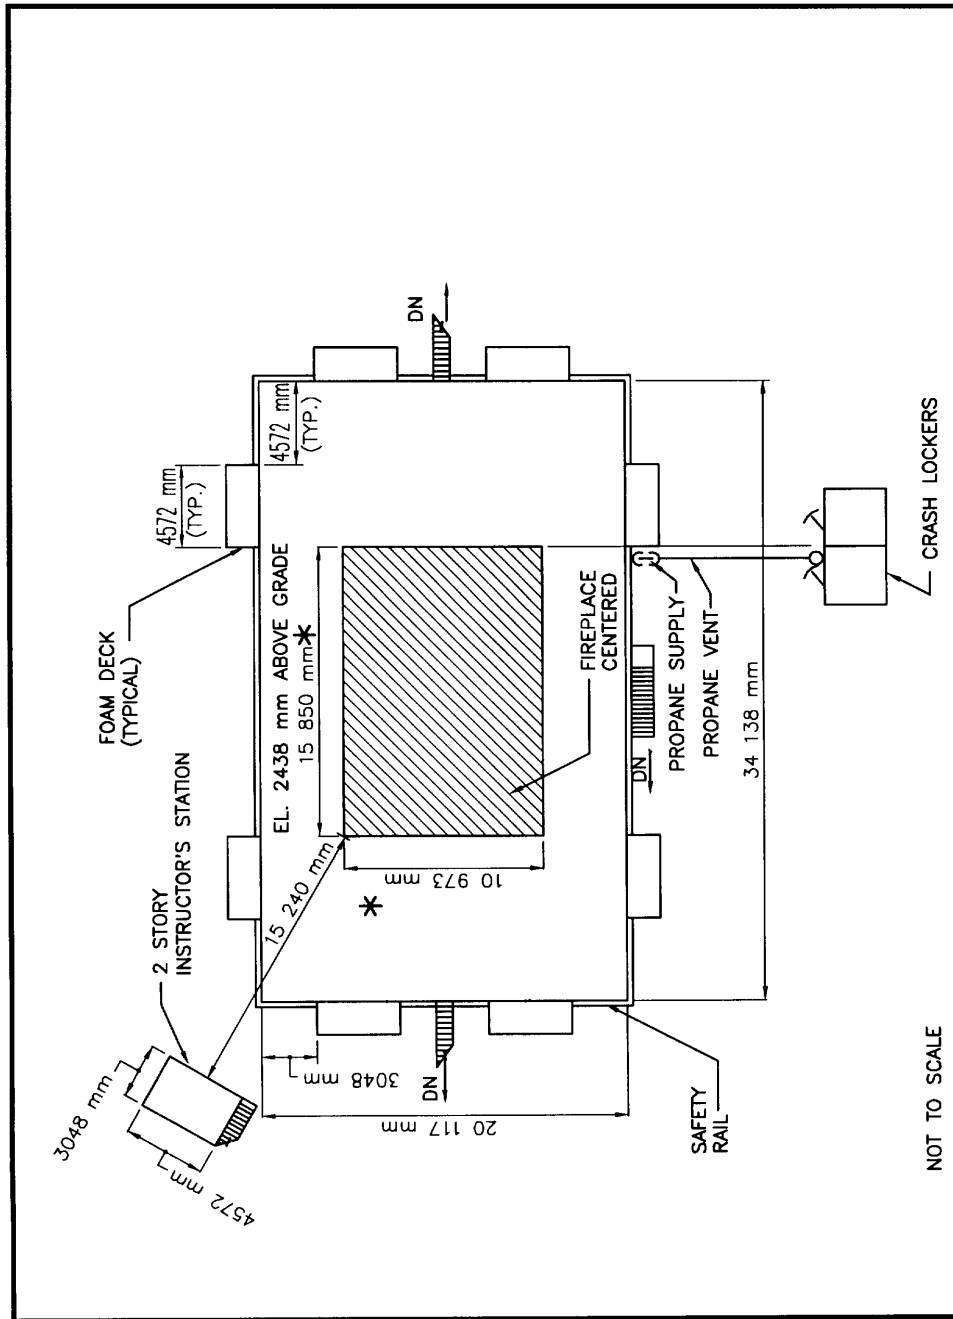 3048 mm
4572 mm
2 STORY
INSTRUCTOR'S STATION
FOAM DECK
(TYPICAL)
4572 mm
(TYP.)
4572 mm
(TYP.)
DN
15 240 mm
EL. 2438 mm ABOVE GRADE
15 850 mm*
10 973 mm
*
FIREPLACE
CENTERED
3048 mm
DN
20 117 mm
DN
PROPANE SUPPLY
PROPANE VENT
34 138 mm
SAFETY
RAIL
CRASH LOCKERS
NOT TO SCALE